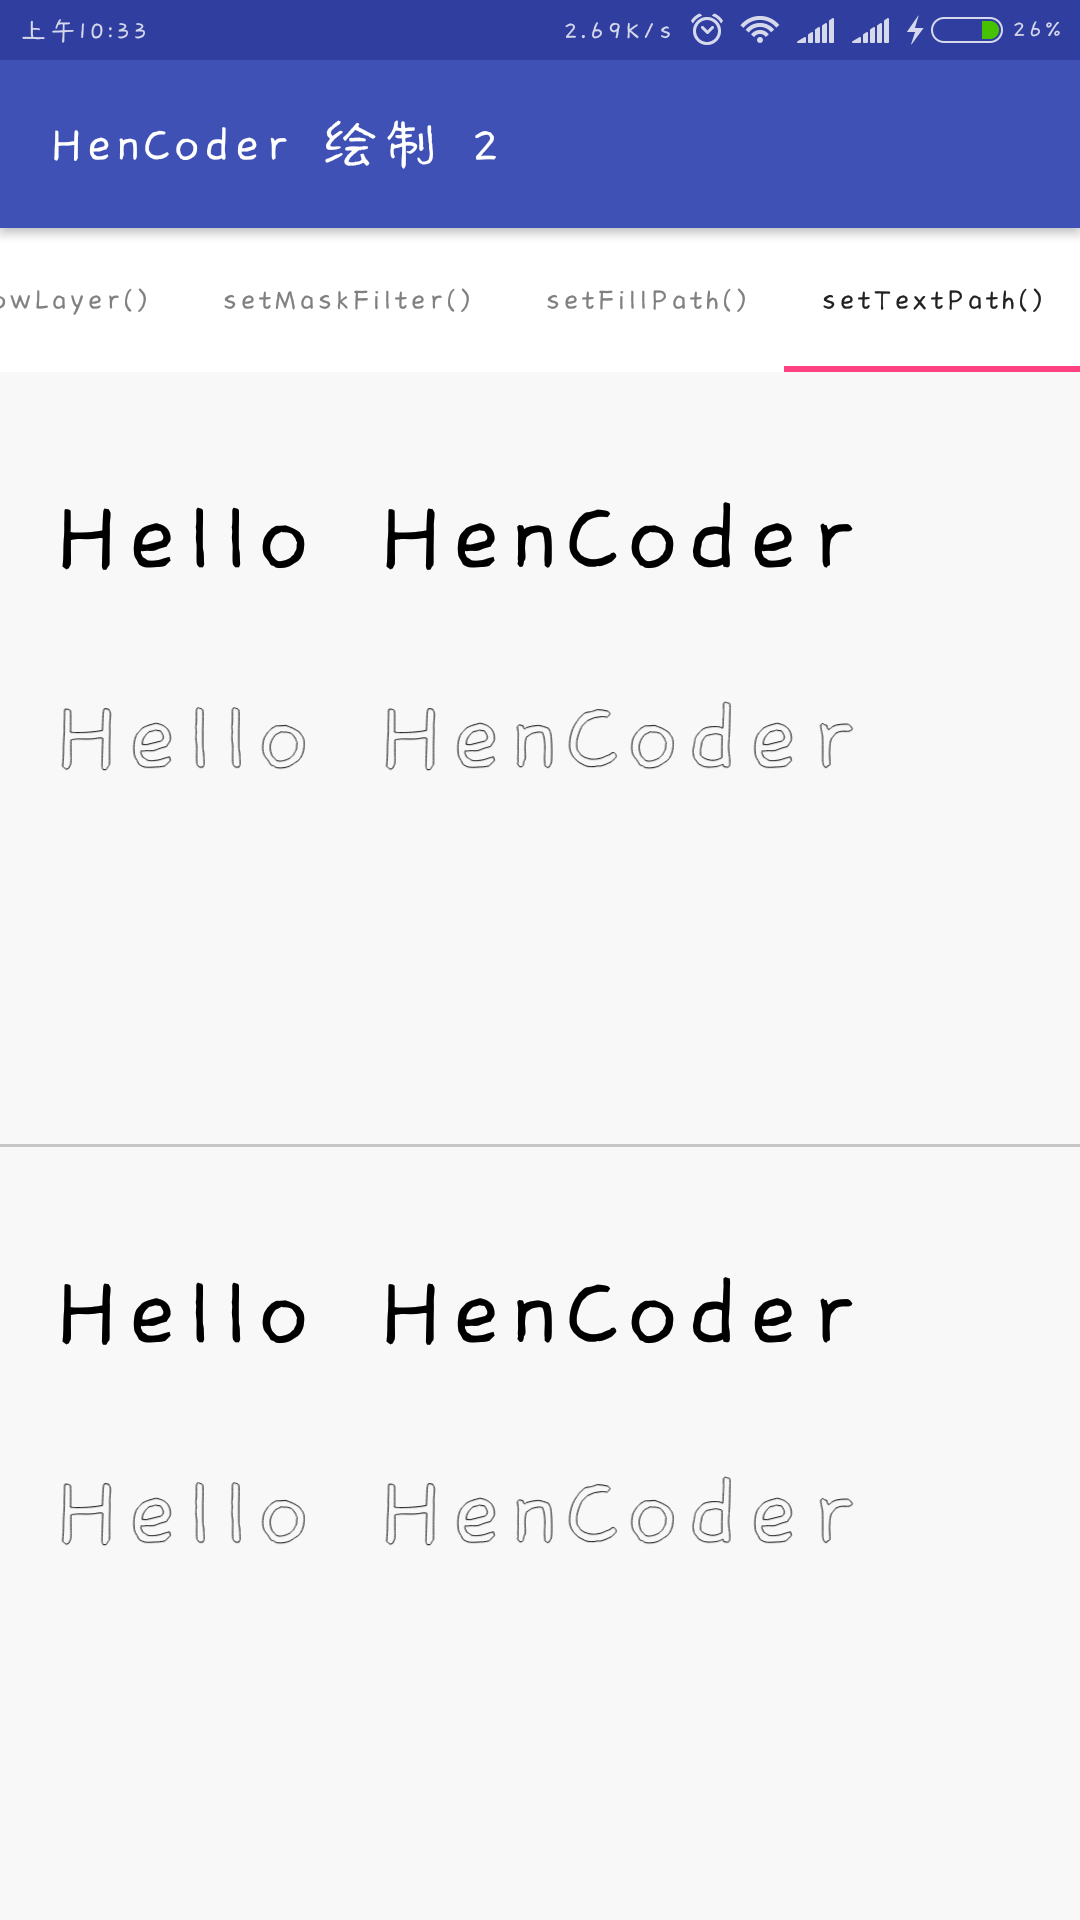 上午10:33 2.69K/s 26%
HenCoder 绘制 2
owLayer() setMaskFilter() setFillPath() setTextPath()
Hello HenCoder
Hello HenCoder
Hello HenCoder
Hello HenCoder